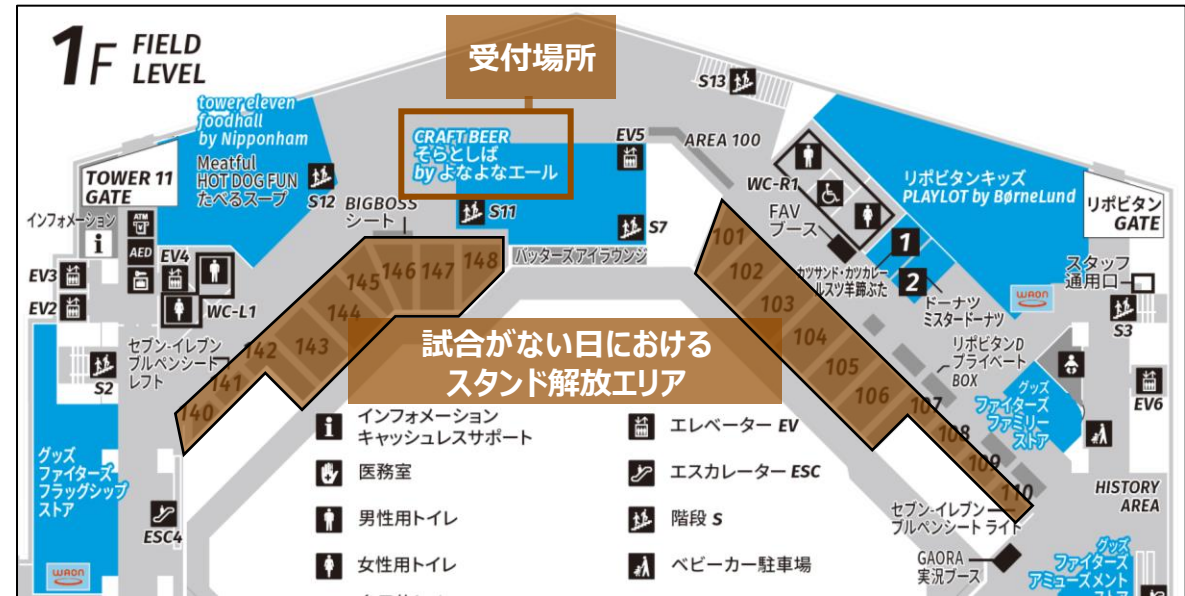 1F FIELD
LEVEL
受付場所
tower eleven
foodhall
by Nipponham
Meatful
HOT DOG FUN
たべるスープ
S12
TOWER 11
GATE
インフォメーション
ATM
AED
EV4
EV3
EV2
WC-L1
BIGBOSS
シート
CRAFT BEER
そらとしば
by よなよなエール
S11
EV5
S7
バッターズアイラウンジ
S13
AREA 100
WC-R1
FAV
ブース
リポビタンキッズ
PLAYLOT by BørneLund
リポビタン
GATE
スタッフ
通用口
S3
1
2
カツサンド・カツカレー
ルスツ羊蹄ぶた
ドーナツ
ミスタードーナツ
WAON
リポビタンD
プライベート
BOX
グッズ
ファイターズ
ファミリー
ストア
EV6
HISTORY
AREA
セブン-イレブン
ブルペンシート
レフト
S2
140
141
142
143
144
145
146
147
148
101
102
103
104
105
106
107
108
109
110
試合がない日における
スタンド解放エリア
グッズ
ファイターズ
フラッグシップ
ストア
ESC4
WAON
インフォメーション
キャッシュレスサポート
医務室
男性用トイレ
女性用トイレ
エレベーター EV
エスカレーター ESC
階段 S
ベビーカー駐車場
セブン-イレブン
ブルペンシート ライト
GAORA
実況ブース
グッズ
ファイターズ
アミューズメント